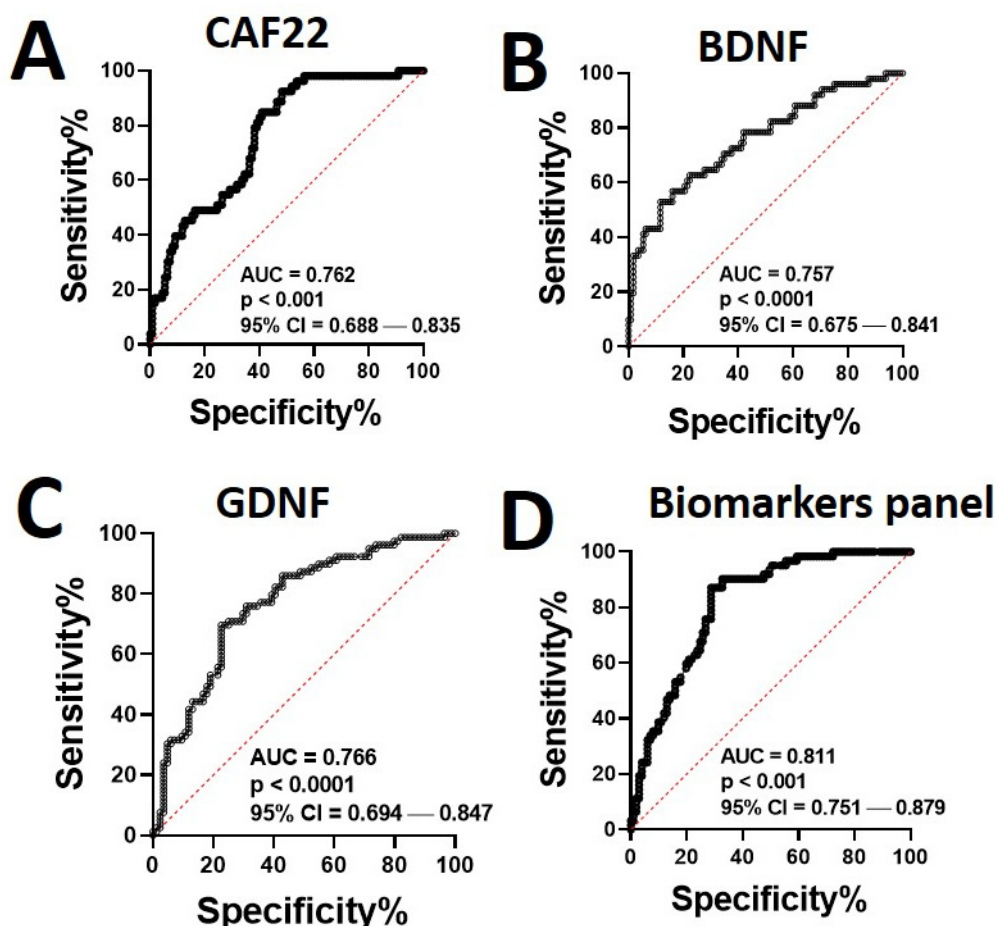 A
CAF22
Sensitivity%
100
80
60
40
20
0
AUC = 0.762
p < 0.001
95% CI = 0.688 — 0.835
0 20 40 60 80 100
Specificity%
B
BDNF
Sensitivity%
100
80
60
40
20
0
AUC = 0.757
p < 0.0001
95% CI = 0.675 — 0.841
0 20 40 60 80 100
Specificity%
C
GDNF
Sensitivity%
100
80
60
40
20
0
AUC = 0.766
p < 0.0001
95% CI = 0.694 — 0.847
0 20 40 60 80 100
Specificity%
D
Biomarkers panel
Sensitivity%
100
80
60
40
20
0
AUC = 0.811
p < 0.001
95% CI = 0.751 — 0.879
0 20 40 60 80 100
Specificity%